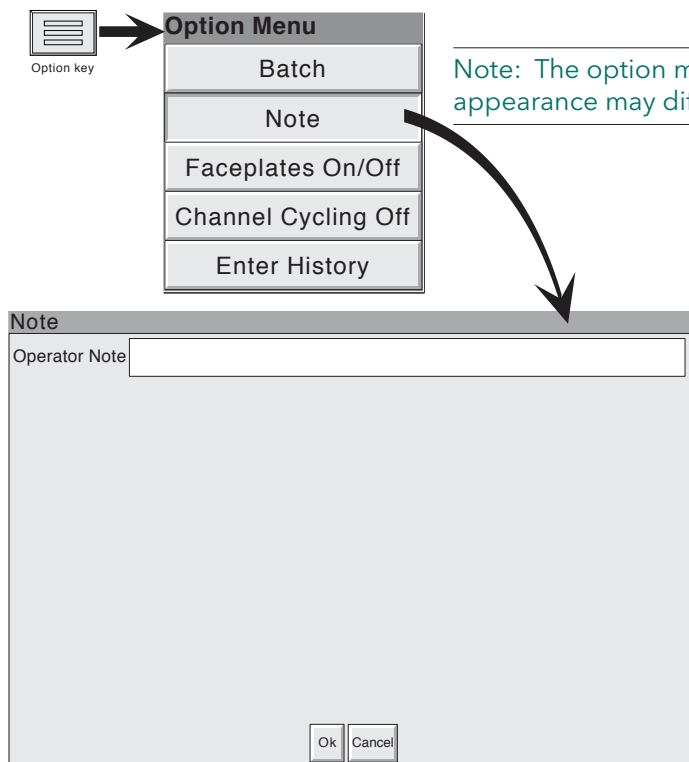 Option key
Option Menu
Batch
Note
Faceplates On/Off
Channel Cycling Off
Enter History
Note: The option
appearance may
Note
Operator Note
Ok
Cancel